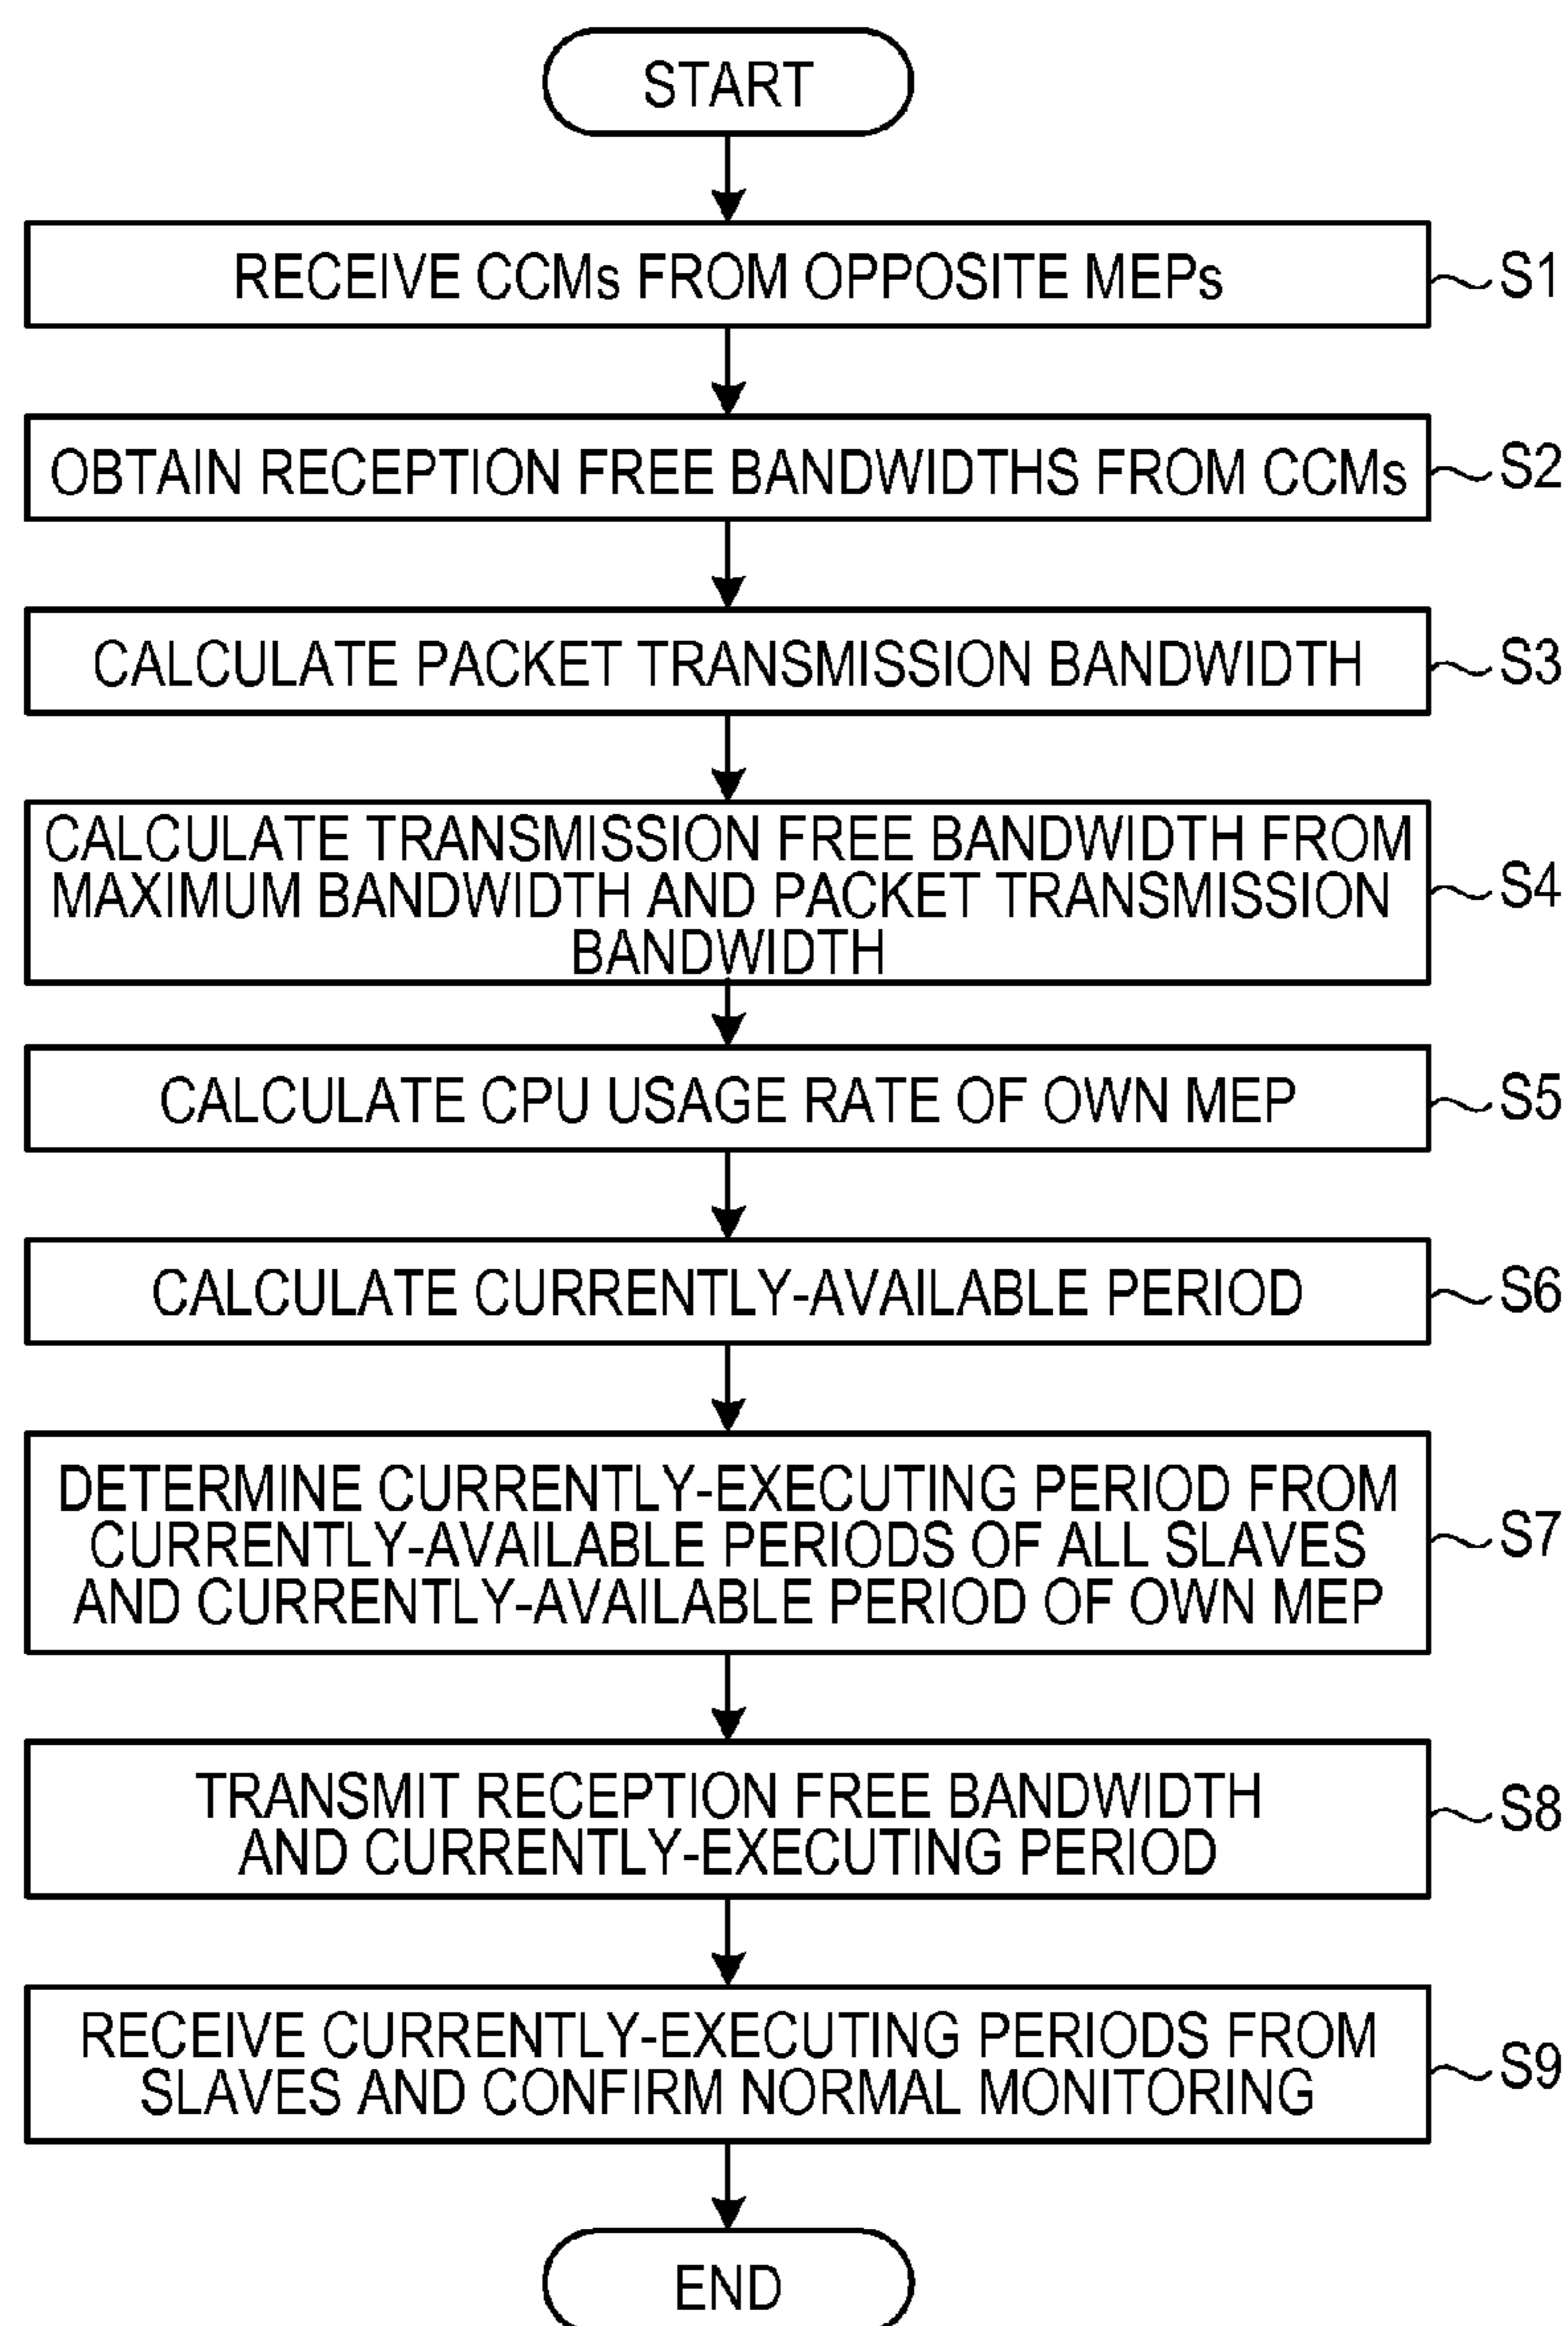 START
RECEIVE CCMs FROM OPPOSITE MEPs
S1
OBTAIN RECEPTION FREE BANDWIDTHS FROM CCMs
S2
CALCULATE PACKET TRANSMISSION BANDWIDTH
S3
CALCULATE TRANSMISSION FREE BANDWIDTH FROM
MAXIMUM BANDWIDTH AND PACKET TRANSMISSION
BANDWIDTH
S4
CALCULATE CPU USAGE RATE OF OWN MEP
S5
CALCULATE CURRENTLY-AVAILABLE PERIOD
S6
DETERMINE CURRENTLY-EXECUTING PERIOD FROM
CURRENTLY-AVAILABLE PERIODS OF ALL SLAVES
AND CURRENTLY-AVAILABLE PERIOD OF OWN MEP
S7
TRANSMIT RECEPTION FREE BANDWIDTH
AND CURRENTLY-EXECUTING PERIOD
S8
RECEIVE CURRENTLY-EXECUTING PERIODS FROM
SLAVES AND CONFIRM NORMAL MONITORING
S9
END